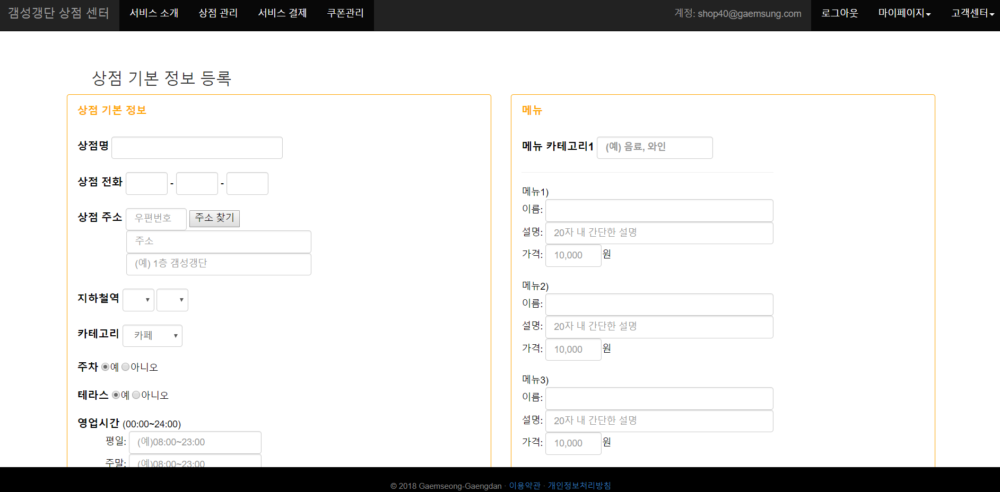 갬성갱단 상점 센터 서비스 소개 상점 관리 서비스 결제 쿠폰관리 계정: shop40@gaemsung.com 로그아웃 마이페이지 고객센터
상점 기본 정보 등록
상점 기본 정보
상점명
상점 전화 - -
상점 주소 우편번호 주소 찾기
주소
(예) 1층 갬성갱단
지하철역
카테고리 카페
주차 예 아니오
테라스 예 아니오
영업시간 (00:00~24:00)
평일: (예)08:00~23:00
주말: (예)08:00~23:00
메뉴
메뉴 카테고리1 (예) 음료, 와인
메뉴1)
이름:
설명: 20자 내 간단한 설명
가격: 10,000 원
메뉴2)
이름:
설명: 20자 내 간단한 설명
가격: 10,000 원
메뉴3)
이름:
설명: 20자 내 간단한 설명
가격: 10,000 원
© 2018 Gaemseong-Gaengdan · 이용약관 · 개인정보처리방침